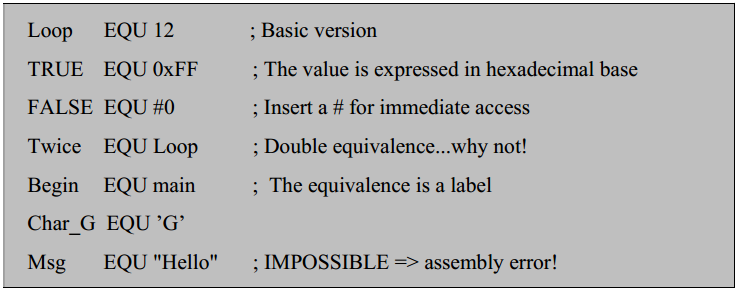 Loop EQU 12 ; Basic version
TRUE EQU 0xFF ; The value is expressed in hexadecimal base
FALSE EQU #0 ; Insert a # for immediate access
Twice EQU Loop ; Double equivalence...why not!
Begin EQU main ; The equivalence is a label
Char_G EQU ’G’
Msg EQU "Hello" ; IMPOSSIBLE => assembly error!